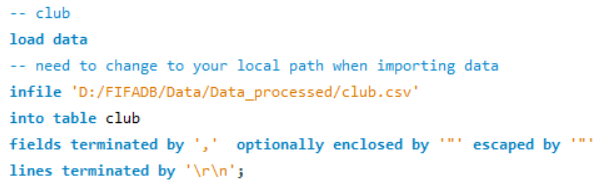 -- club
load data
-- need to change to your local path when importing data
infile 'D:/FIFADB/Data/Data_processed/club.csv'
into table club
fields terminated by ','  optionally enclosed by '"' escaped by '"'
lines terminated by '\r\n';